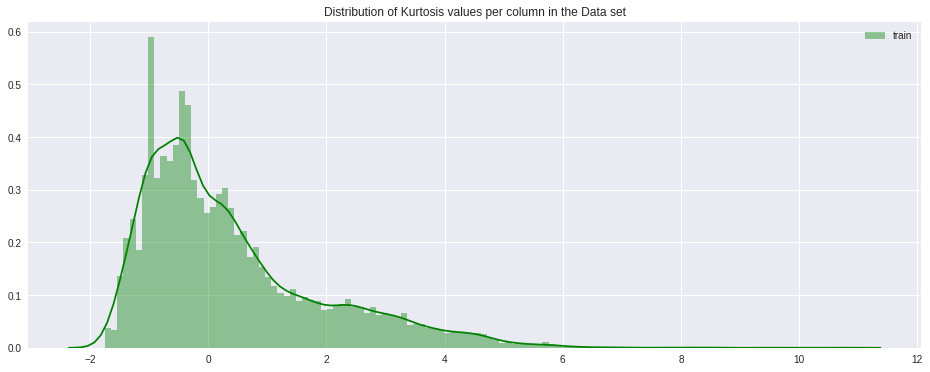 Distribution of Kurtosis values per column in the Data set
train
0.6
0.5
0.4
0.3
0.2
0.1
0.0
−2 0 2 4 6 8 10 12